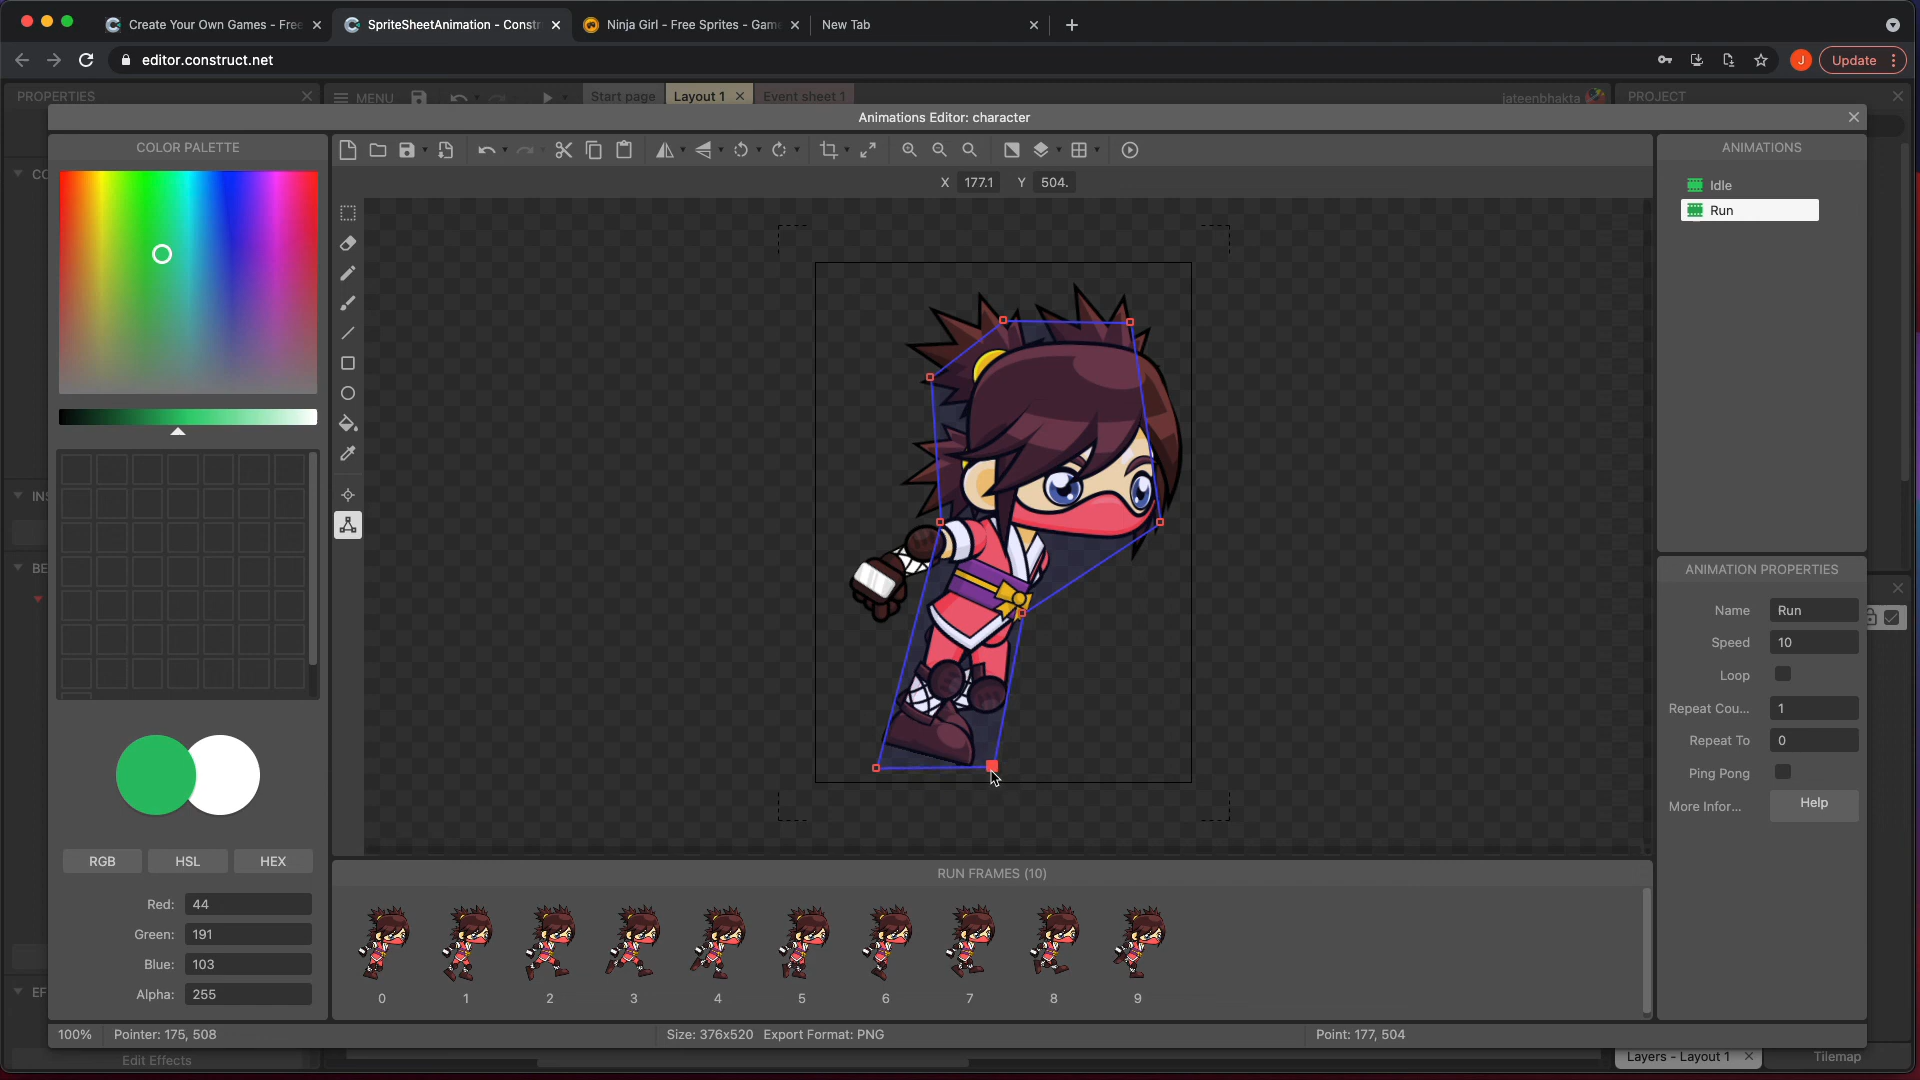 Create Your Own Games - Free
SpriteSheetAnimation - Constr
Ninja Girl - Free Sprites - Game
New Tab
editor.construct.net
J
Update
PROPERTIES
MENU
Start page
Layout 1
Event sheet 1
jateenbhakta
PROJECT
Animations Editor: character
COLOR PALETTE
ANIMATIONS
X 177.1 Y 504.
Idle
Run
CO
INS
BE
EF
ANIMATION PROPERTIES
Name Run
Speed 10
Loop
Repeat Cou... 1
Repeat To 0
Ping Pong
More Infor... Help
RGB HSL HEX
Red: 44
Green: 191
Blue: 103
Alpha: 255
RUN FRAMES (10)
0 1 2 3 4 5 6 7 8 9
100% Pointer: 175, 508 Size: 376x520 Export Format: PNG Point: 177, 504
Edit Effects
Layers - Layout 1
Tilemap